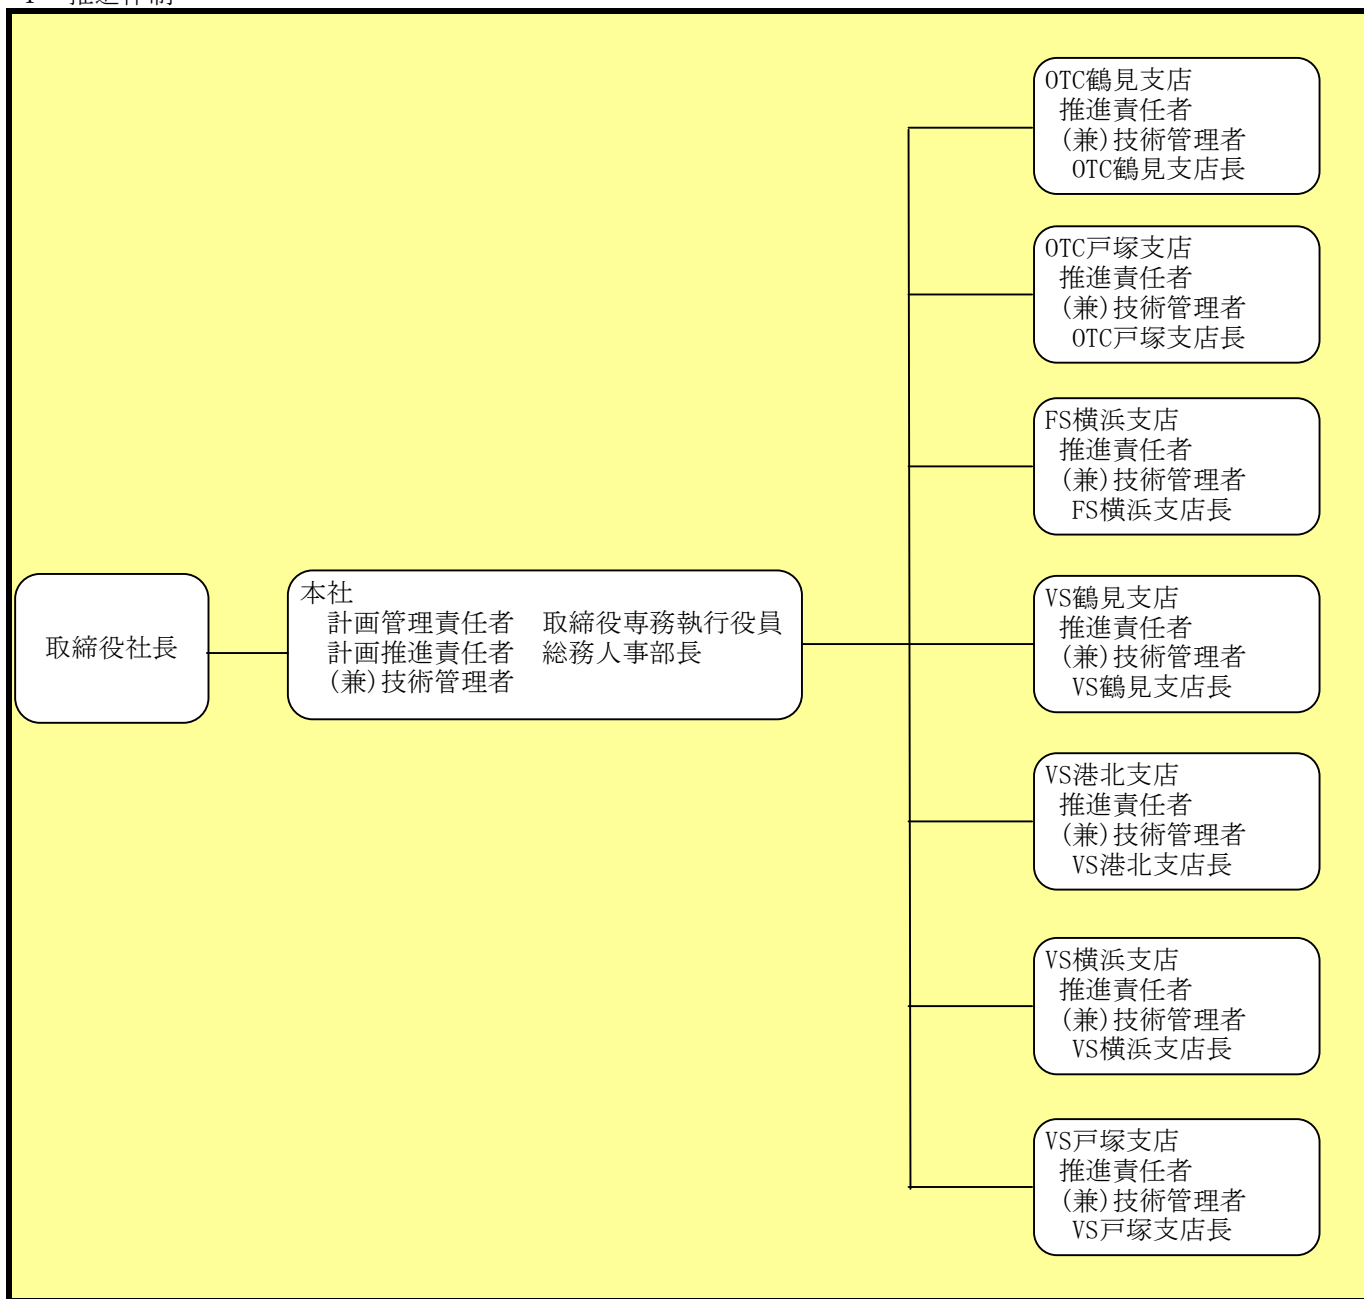 OTC鶴見支店
推進責任者
(兼)技術管理者
OTC鶴見支店長
OTC戸塚支店
推進責任者
(兼)技術管理者
OTC戸塚支店長
FS横浜支店
推進責任者
(兼)技術管理者
FS横浜支店長
取締役社長
本社
計画管理責任者 取締役専務執行役員
計画推進責任者 総務人事部長
(兼)技術管理者
VS鶴見支店
推進責任者
(兼)技術管理者
VS鶴見支店長
VS港北支店
推進責任者
(兼)技術管理者
VS港北支店長
VS横浜支店
推進責任者
(兼)技術管理者
VS横浜支店長
VS戸塚支店
推進責任者
(兼)技術管理者
VS戸塚支店長